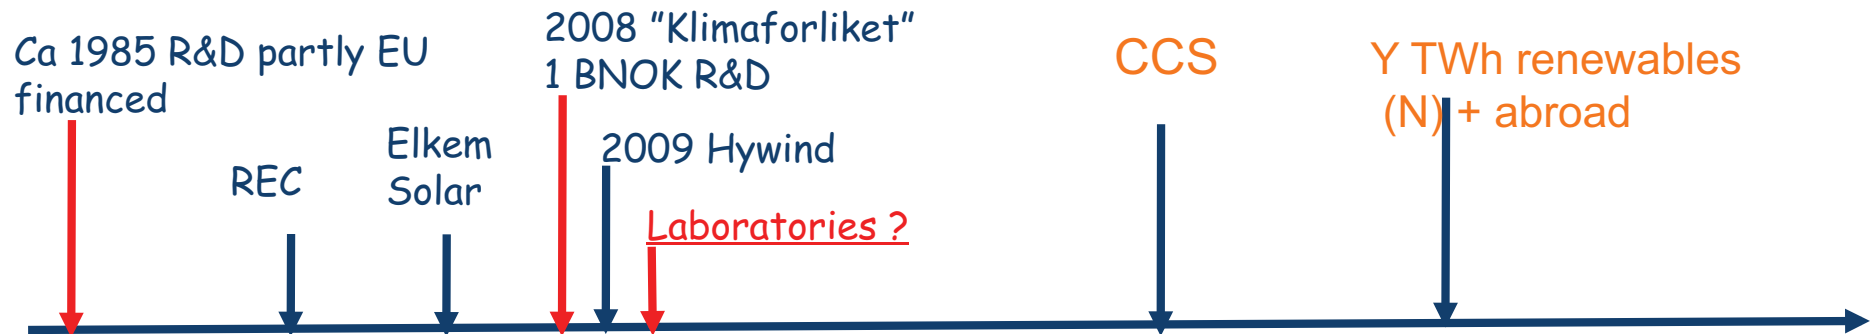 Ca 1985 R&D partly EU
financed
REC
Elkem
Solar
2008 "Klimaforliket"
1 BNOK R&D
2009 Hywind
Laboratories ?
CCS
Y TWh renewables
(N) + abroad